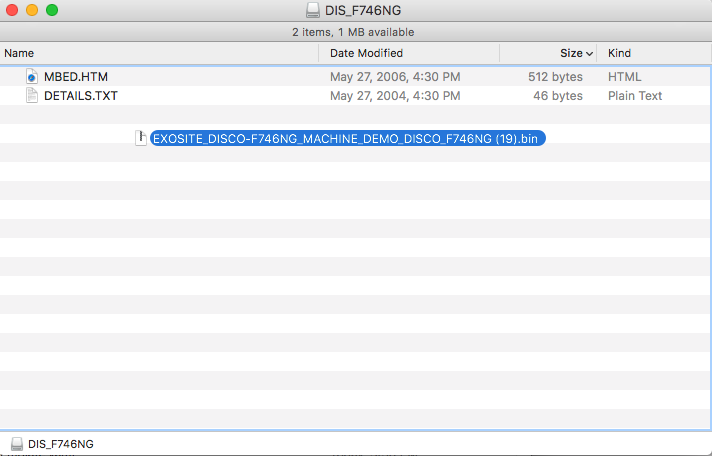 DIS_F746NG
2 items, 1 MB available
Name Date Modified Size Kind
MBED.HTM May 27, 2006, 4:30 PM 512 bytes HTML
DETAILS.TXT May 27, 2004, 4:30 PM 46 bytes Plain Text
EXOSITE_DISCO-F746NG_MACHINE_DEMO_DISCO_F746NG (19).bin
DIS_F746NG